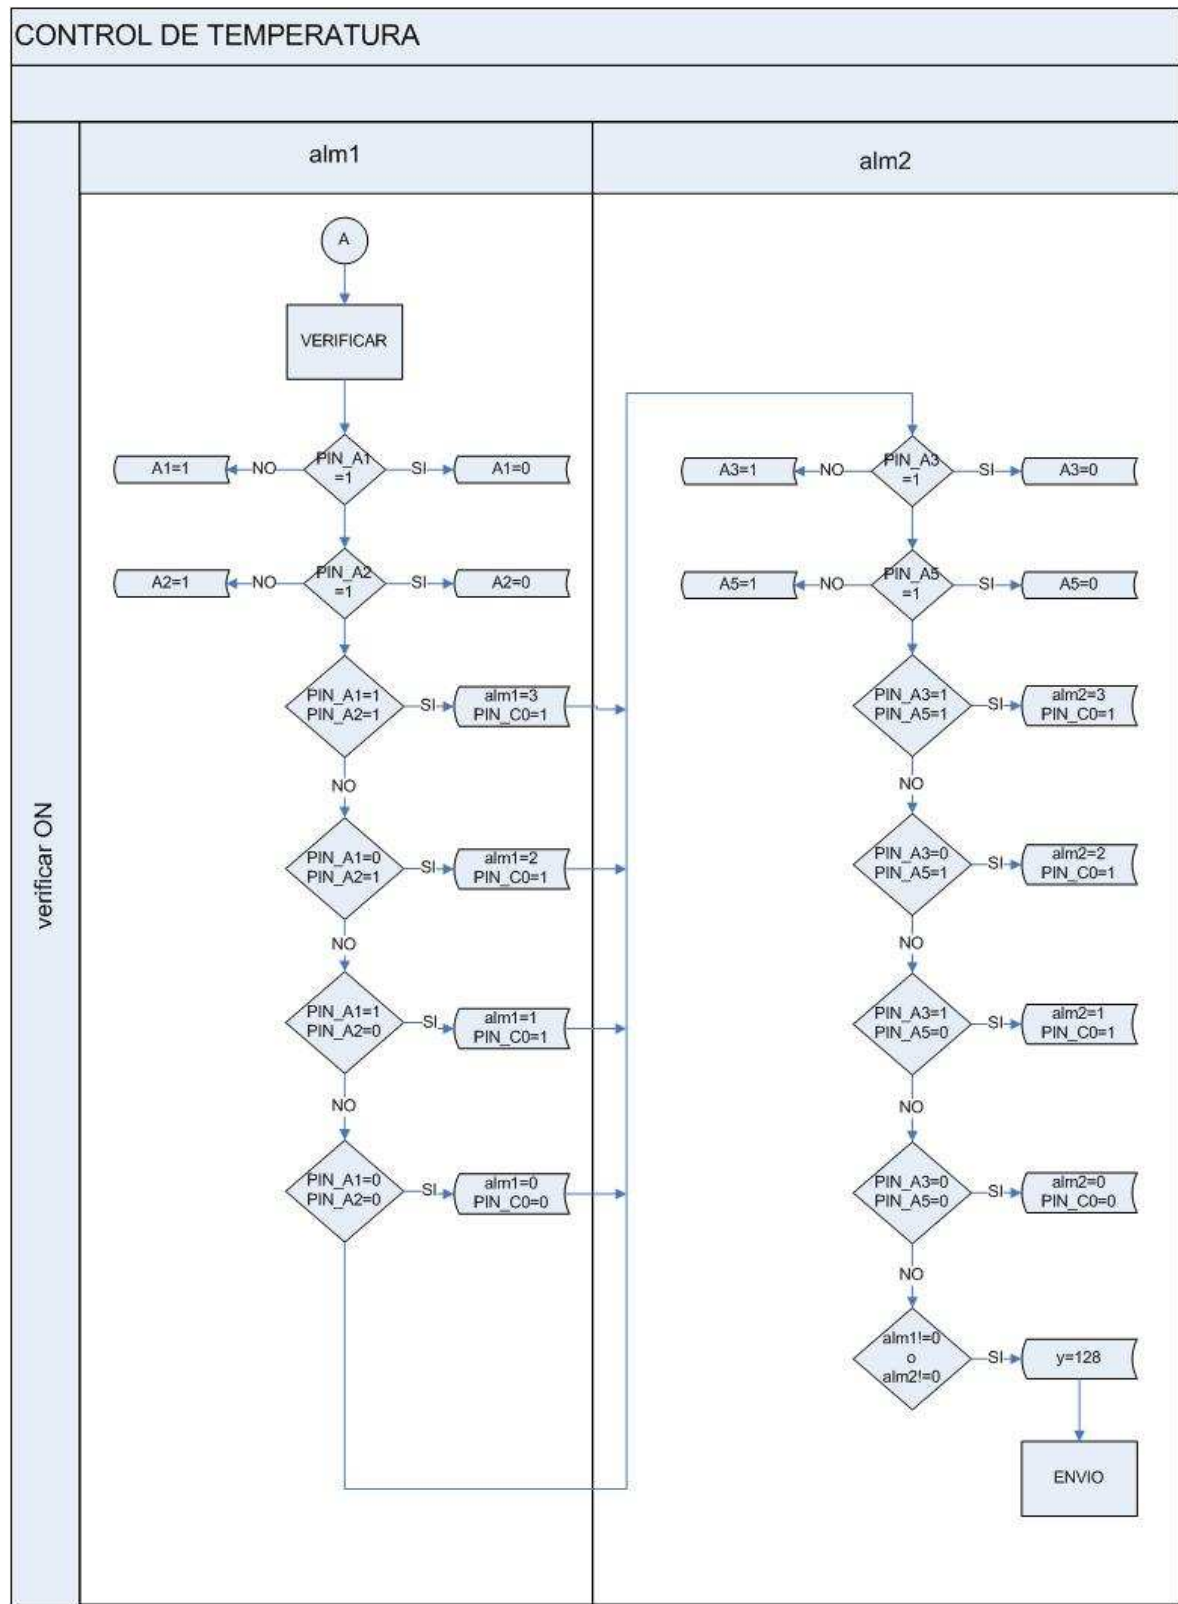 CONTROL DE TEMPERATURA
alm1
alm2
verificar ON
A
VERIFICAR
PIN_A1
=1
NO
A1=1
SI
A1=0
PIN_A2
=1
NO
A2=1
SI
A2=0
PIN_A1=1
PIN_A2=1
SI
alm1=3
PIN_C0=1
NO
PIN_A1=0
PIN_A2=1
SI
alm1=2
PIN_C0=1
NO
PIN_A1=1
PIN_A2=0
SI
alm1=1
PIN_C0=1
NO
PIN_A1=0
PIN_A2=0
SI
alm1=0
PIN_C0=0
PIN_A3
=1
NO
A3=1
SI
A3=0
PIN_A5
=1
NO
A5=1
SI
A5=0
PIN_A3=1
PIN_A5=1
SI
alm2=3
PIN_C0=1
NO
PIN_A3=0
PIN_A5=1
SI
alm2=2
PIN_C0=1
NO
PIN_A3=1
PIN_A5=0
SI
alm2=1
PIN_C0=1
NO
PIN_A3=0
PIN_A5=0
SI
alm2=0
PIN_C0=0
NO
alm1!=0
o
alm2!=0
SI
y=128
ENVIO